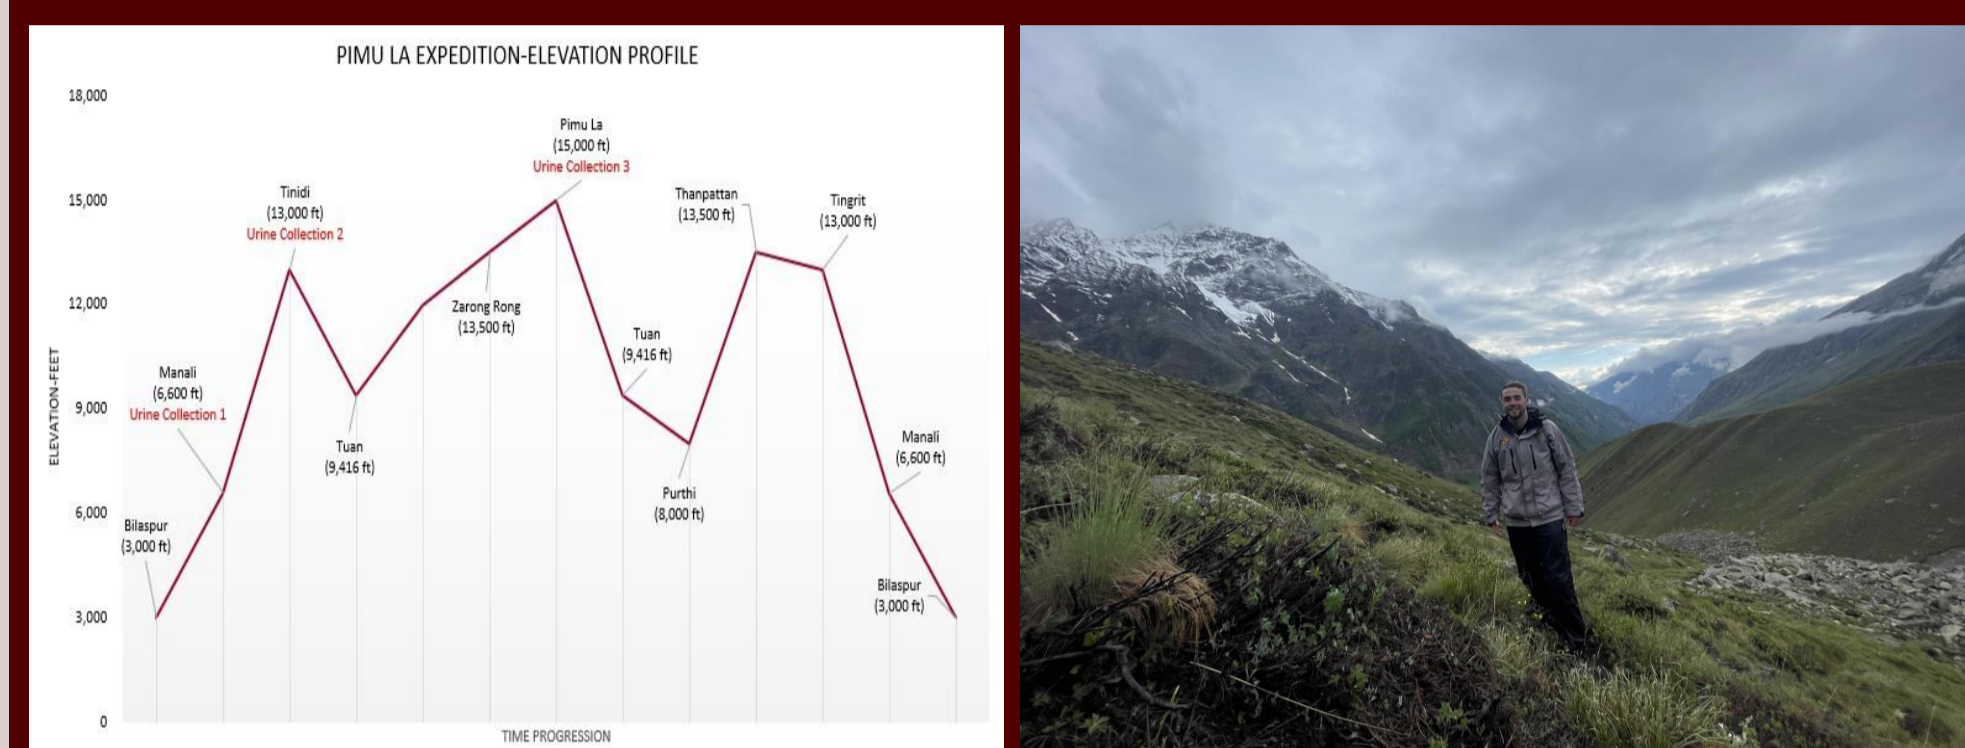 PIMU LA EXPEDITION-ELEVATION PROFILE
18,000
15,000
12,000
9,000
6,000
3,000
0
ELEVATION-FEET
TIME PROGRESSION
Bilaspur
(3,000 ft)
Manali
(6,600 ft)
Urine Collection 1
Tinidi
(13,000 ft)
Urine Collection 2
Tuan
(9,416 ft)
Zarong Rong
(13,500 ft)
Pimu La
(15,000 ft)
Urine Collection 3
Tuan
(9,416 ft)
Purthi
(8,000 ft)
Thanpattan
(13,500 ft)
Tingrit
(13,000 ft)
Manali
(6,600 ft)
Bilaspur
(3,000 ft)